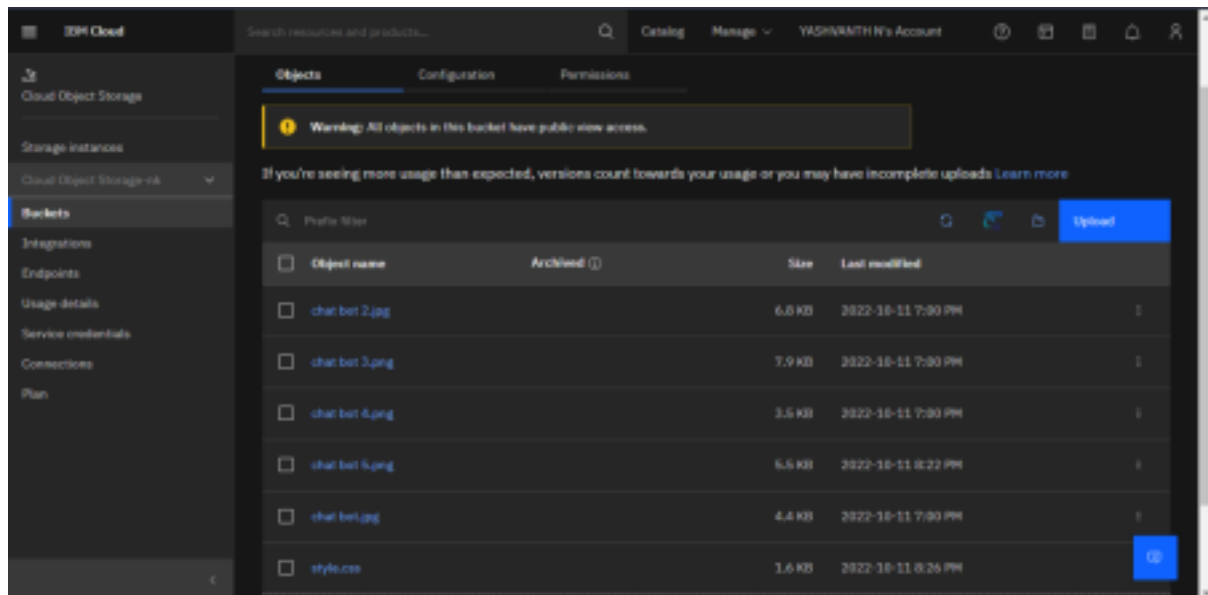 IBM Cloud
Search resources and products...
Catalog
Manage
YASHVANTH N's Account
Cloud Object Storage
Storage instances
Cloud Object Storage-nk
Buckets
Integrations
Endpoints
Usage details
Service credentials
Connections
Plan
Objects Configuration Permissions
Warning: All objects in this bucket have public view access.
If you're seeing more usage than expected, versions count towards your usage or you may have incomplete uploads Learn more
Prefix filter
Upload
Object name Archived Size Last modified
chat bot 2.jpg 6.8 KB 2022-10-11 7:00 PM
chat bot 3.png 7.9 KB 2022-10-11 7:00 PM
chat bot 4.png 3.5 KB 2022-10-11 7:00 PM
chat bot 5.png 5.5 KB 2022-10-11 8:22 PM
chat bot.jpg 4.4 KB 2022-10-11 7:00 PM
style.css 1.6 KB 2022-10-11 8:26 PM